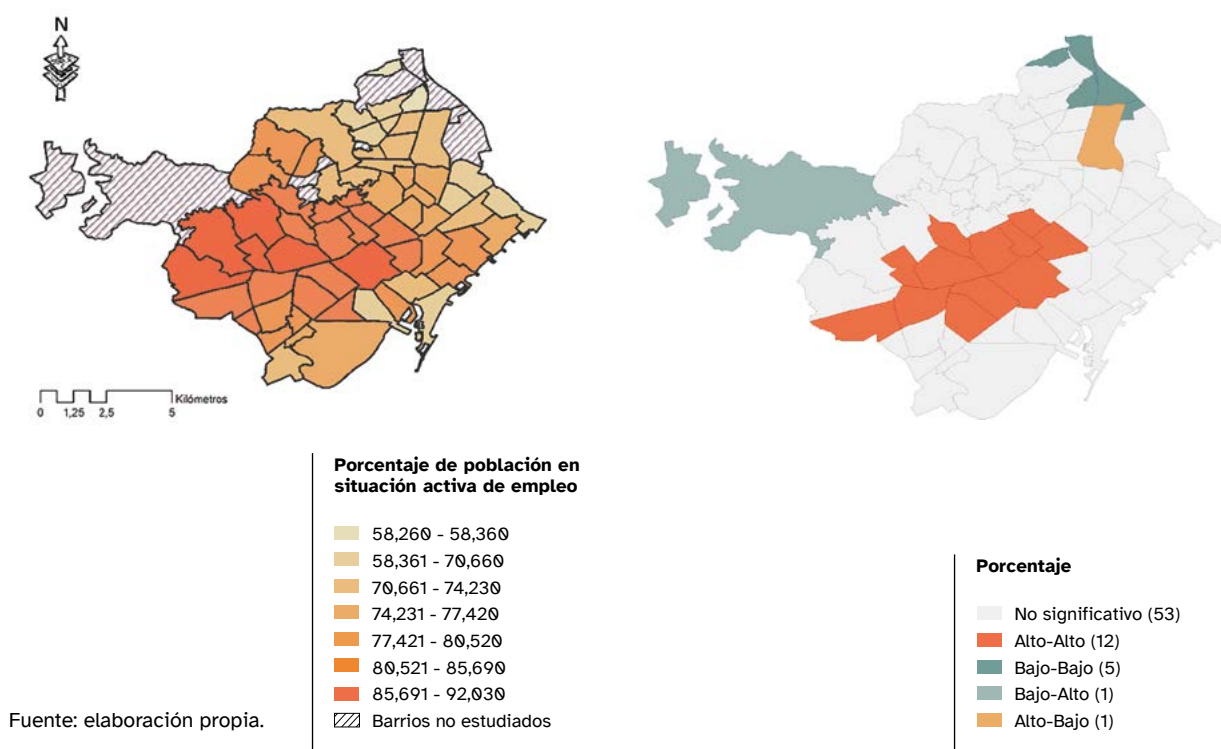 N
Kilómetros
0 1,25 2,5 5
Porcentaje de población en
situación activa de empleo
58,260 - 58,360
58,361 - 70,660
70,661 - 74,230
74,231 - 77,420
77,421 - 80,520
80,521 - 85,690
85,691 - 92,030
Barrios no estudiados
Fuente: elaboración propia.
Porcentaje
No significativo (53)
Alto-Alto (12)
Bajo-Bajo (5)
Bajo-Alto (1)
Alto-Bajo (1)